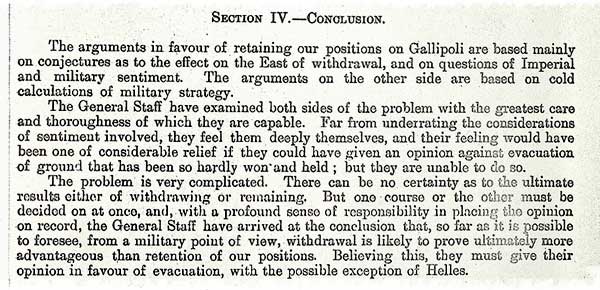 SECTION IV.—CONCLUSION.
The arguments in favour of retaining our positions on Gallipoli are based mainly
on conjectures as to the effect on the East of withdrawal, and on questions of Imperial
and military sentiment. The arguments on the other side are based on cold
calculations of military strategy.
The General Staff have examined both sides of the problem with the greatest care
and thoroughness of which they are capable. Far from underrating the considerations
of sentiment involved, they feel them deeply themselves, and their feeling would have
been one of considerable relief if they could have given an opinion against evacuation
of ground that has been so hardly won and held; but they are unable to do so.
The problem is very complicated. There can be no certainty as to the ultimate
results either of withdrawing or remaining. But one course or the other must be
decided on at once, and, with a profound sense of responsibility in placing the opinion
on record, the General Staff have arrived at the conclusion that, so far as it is possible
to foresee, from a military point of view, withdrawal is likely to prove ultimately more
advantageous than retention of our positions. Believing this, they must give their
opinion in favour of evacuation, with the possible exception of Helles.